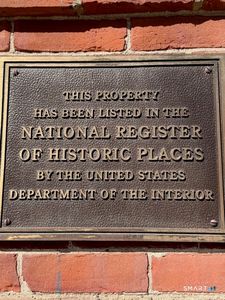 THIS PROPERTY
HAS BEEN LISTED IN THE
NATIONAL REGISTER
OF HISTORIC PLACES
BY THE UNITED STATES
DEPARTMENT OF THE INTERIOR